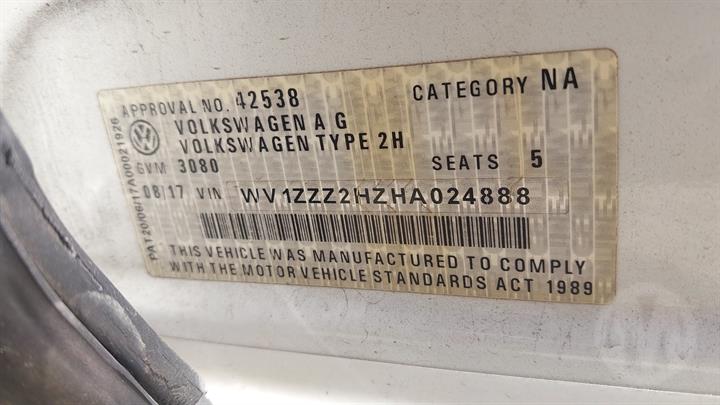 APPROVAL NO. 42538 CATEGORY NA
VOLKSWAGEN A G
VOLKSWAGEN TYPE 2H
GVM 3080 SEATS 5
08/17 VIN WV1ZZZ2HZHA024888
THIS VEHICLE WAS MANUFACTURED TO COMPLY
WITH THE MOTOR VEHICLE STANDARDS ACT 1989
PAT20/06/17A00021926